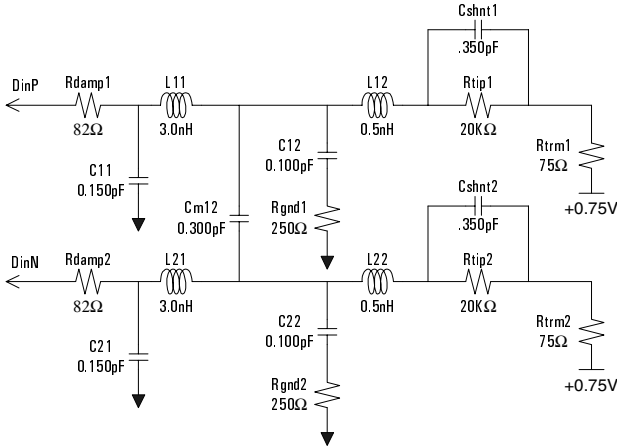 Cshnt1
.350pF
DinP
Rdamp1
82Ω
L11
3.0nH
L12
0.5nH
Rtip1
20KΩ
C11
0.150pF
Cm12
0.300pF
C12
0.100pF
Rgnd1
250Ω
Rtrm1
75Ω
+0.75V
Cshnt2
.350pF
DinN
Rdamp2
82Ω
L21
3.0nH
L22
0.5nH
Rtip2
20KΩ
C21
0.150pF
C22
0.100pF
Rgnd2
250Ω
Rtrm2
75Ω
+0.75V